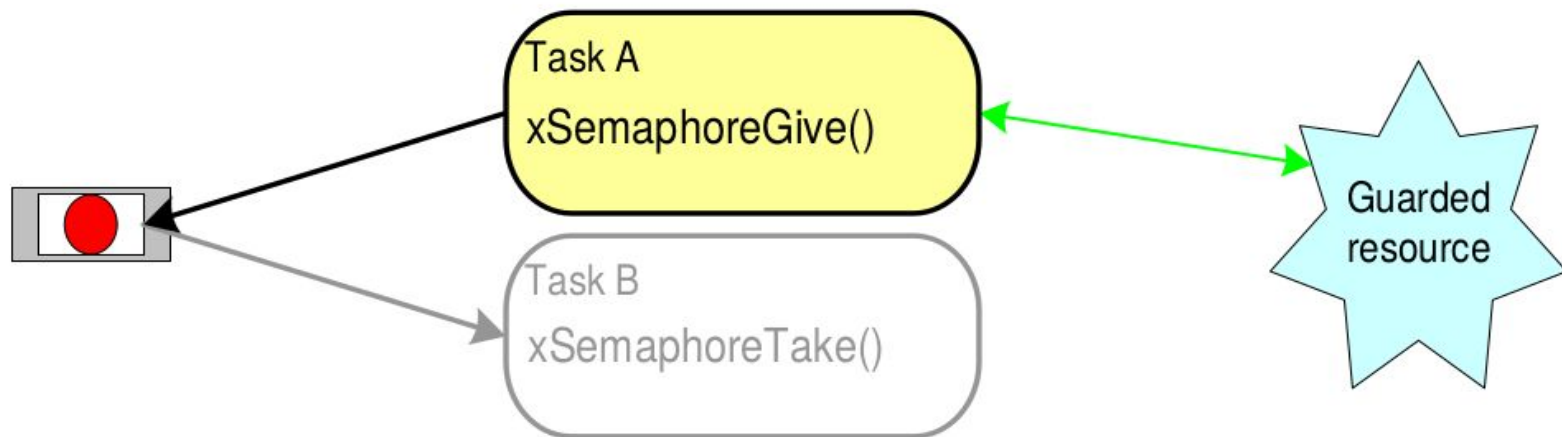 Task A
xSemaphoreGive()
Guarded
resource
Task B
xSemaphoreTake()